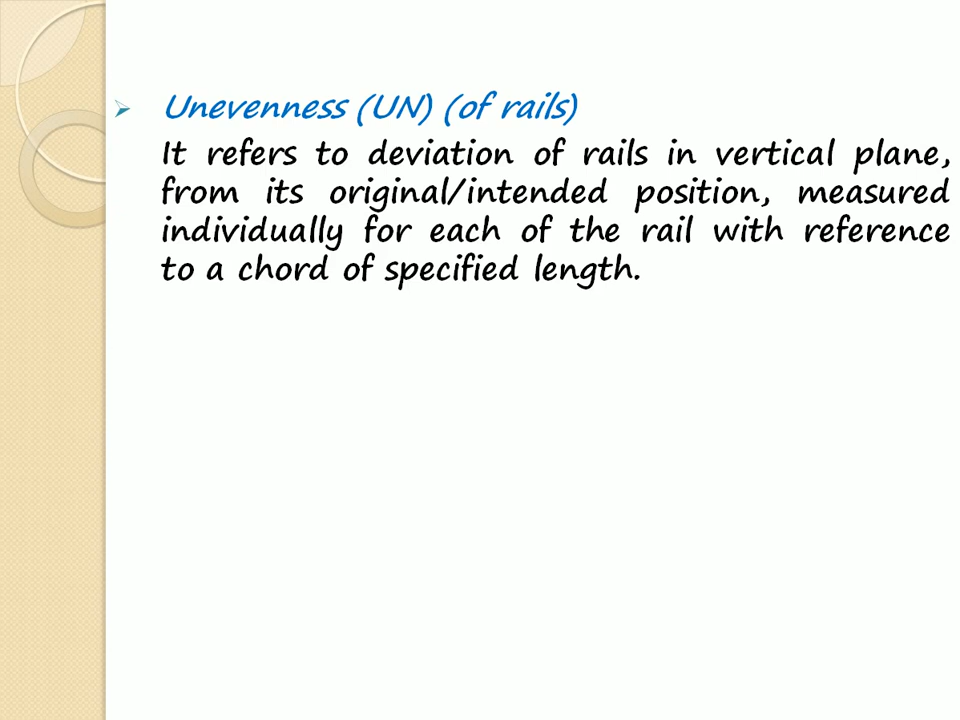 Unevenness (UN) (of rails)
It refers to deviation of rails in vertical plane,
from its original/intended position, measured
individually for each of the rail with reference
to a chord of specified length.